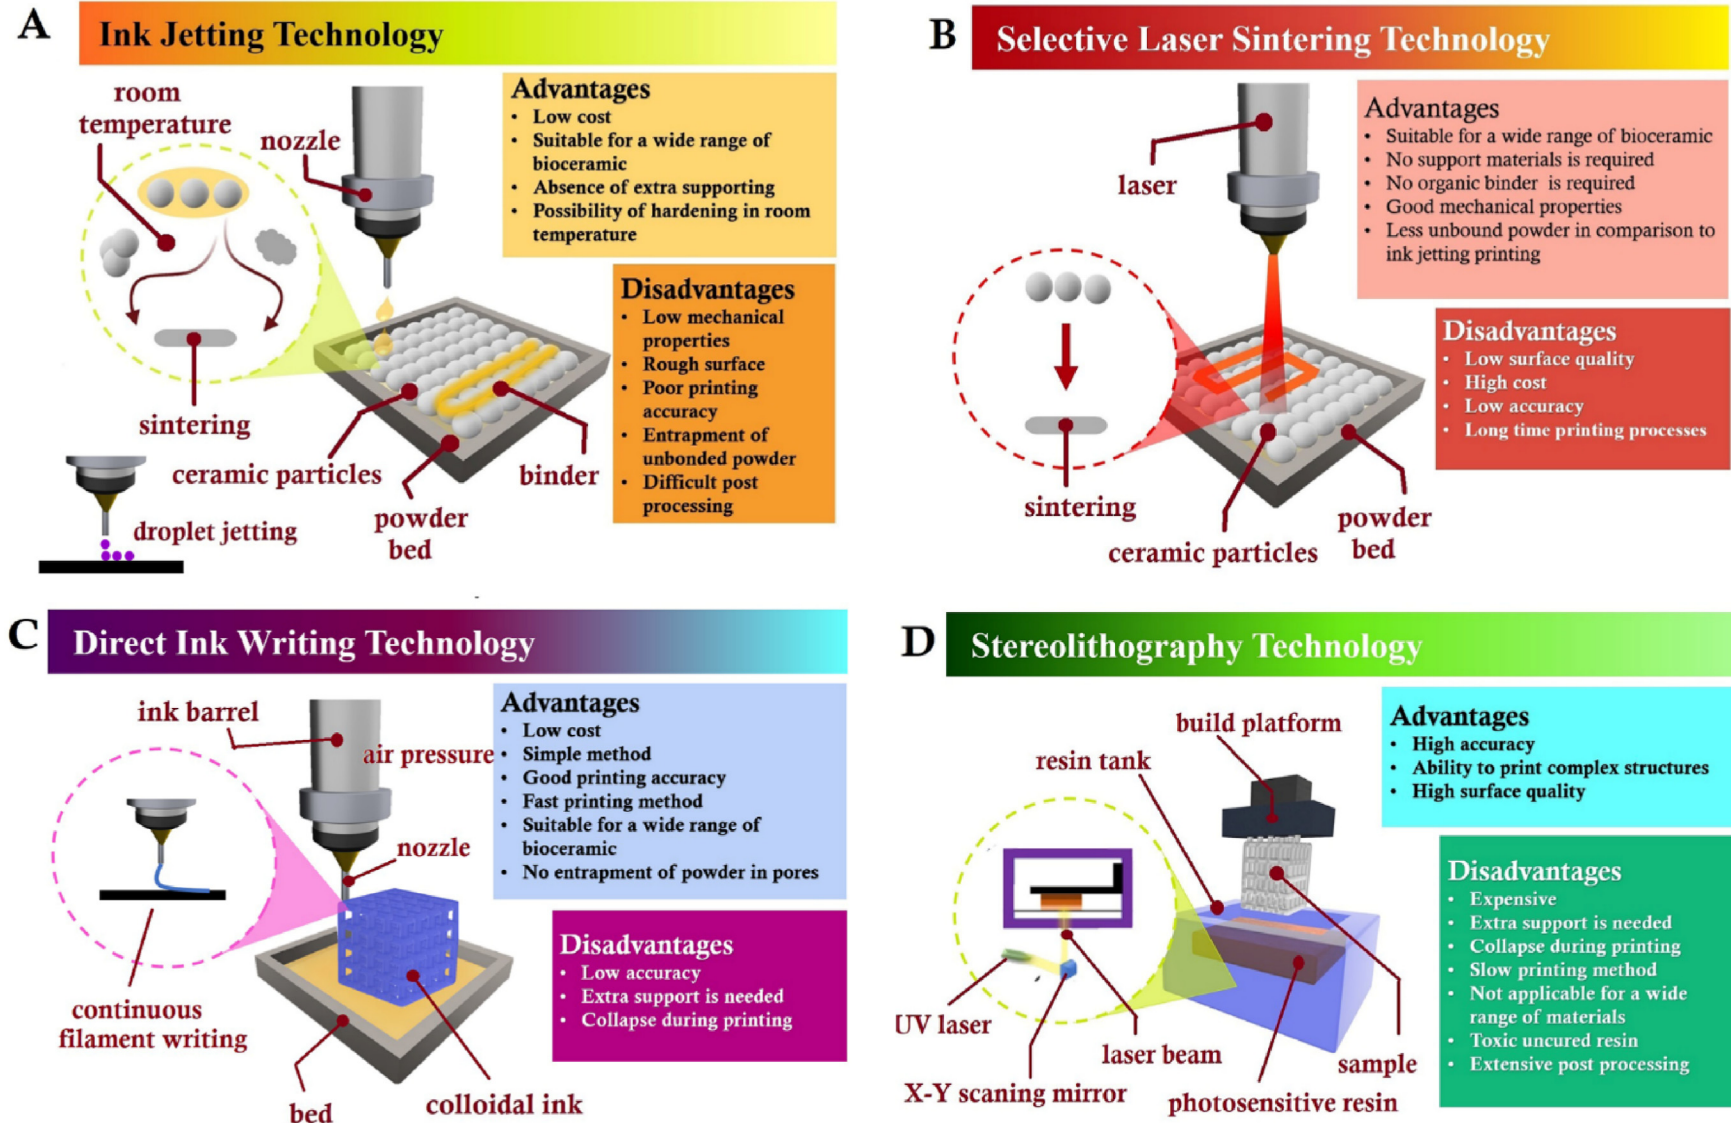 A
Ink Jetting Technology
room
temperature
nozzle
sintering
ceramic particles
powder
bed
binder
droplet jetting
Advantages
• Low cost
• Suitable for a wide range of
bioceramic
• Absence of extra supporting
• Possibility of hardening in room
temperature
Disadvantages
• Low mechanical
properties
• Rough surface
• Poor printing
accuracy
• Entrapment of
unbonded powder
• Difficult post
processing
B
Selective Laser Sintering Technology
laser
sintering
ceramic particles
powder
bed
Advantages
• Suitable for a wide range of bioceramic
• No support materials is required
• No organic binder is required
• Good mechanical properties
• Less unbound powder in comparison to
ink jetting printing
Disadvantages
• Low surface quality
• High cost
• Low accuracy
• Long time printing processes
C
Direct Ink Writing Technology
ink barrel
air pressure
nozzle
continuous
filament writing
bed
colloidal ink
Advantages
• Low cost
• Simple method
• Good printing accuracy
• Fast printing method
• Suitable for a wide range of
bioceramic
• No entrapment of powder in pores
Disadvantages
• Low accuracy
• Extra support is needed
• Collapse during printing
D
Stereolithography Technology
build platform
resin tank
UV laser
laser beam
X-Y scaning mirror
sample
photosensitive resin
Advantages
• High accuracy
• Ability to print complex structures
• High surface quality
Disadvantages
• Expensive
• Extra support is needed
• Collapse during printing
• Slow printing method
• Not applicable for a wide
range of materials
• Toxic uncured resin
• Extensive post processing